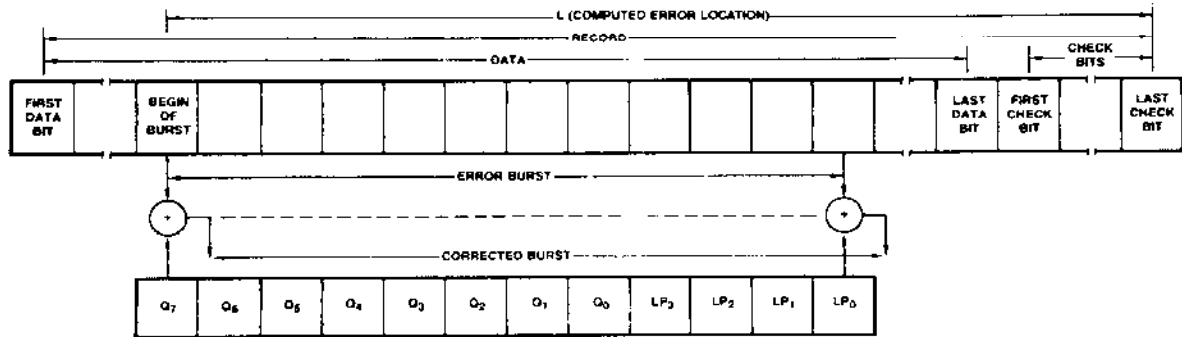 L (COMPUTED ERROR LOCATION)
RECORD
DATA
CHECK
BITS
FIRST
DATA
BIT
BEGIN
OF
BURST
LAST
DATA
BIT
FIRST
CHECK
BIT
LAST
CHECK
BIT
ERROR BURST
+ +
CORRECTED BURST
Q7 Q6 Q5 Q4 Q3 Q2 Q1 Q0 LP3 LP2 LP1 LP0